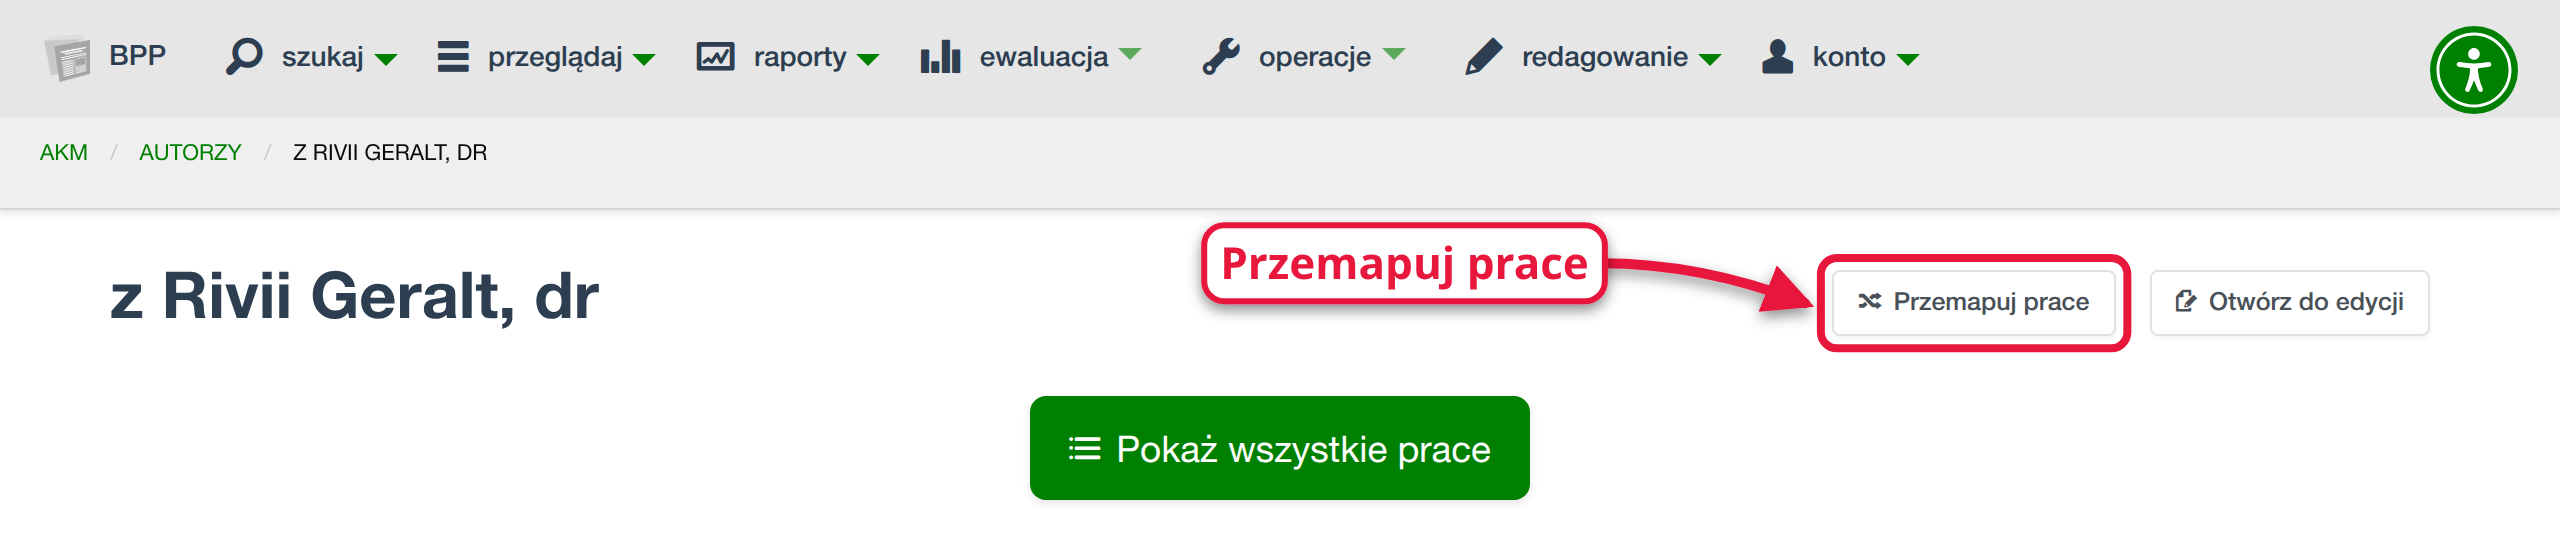 BPP szukaj przeglądaj raporty ewaluacja operacje redagowanie konto
AKM / AUTORZY / Z RIVII GERALT, DR
z Rivii Geralt, dr
Przemapuj prace
Przemapuj prace
Otwórz do edycji
Pokaż wszystkie prace